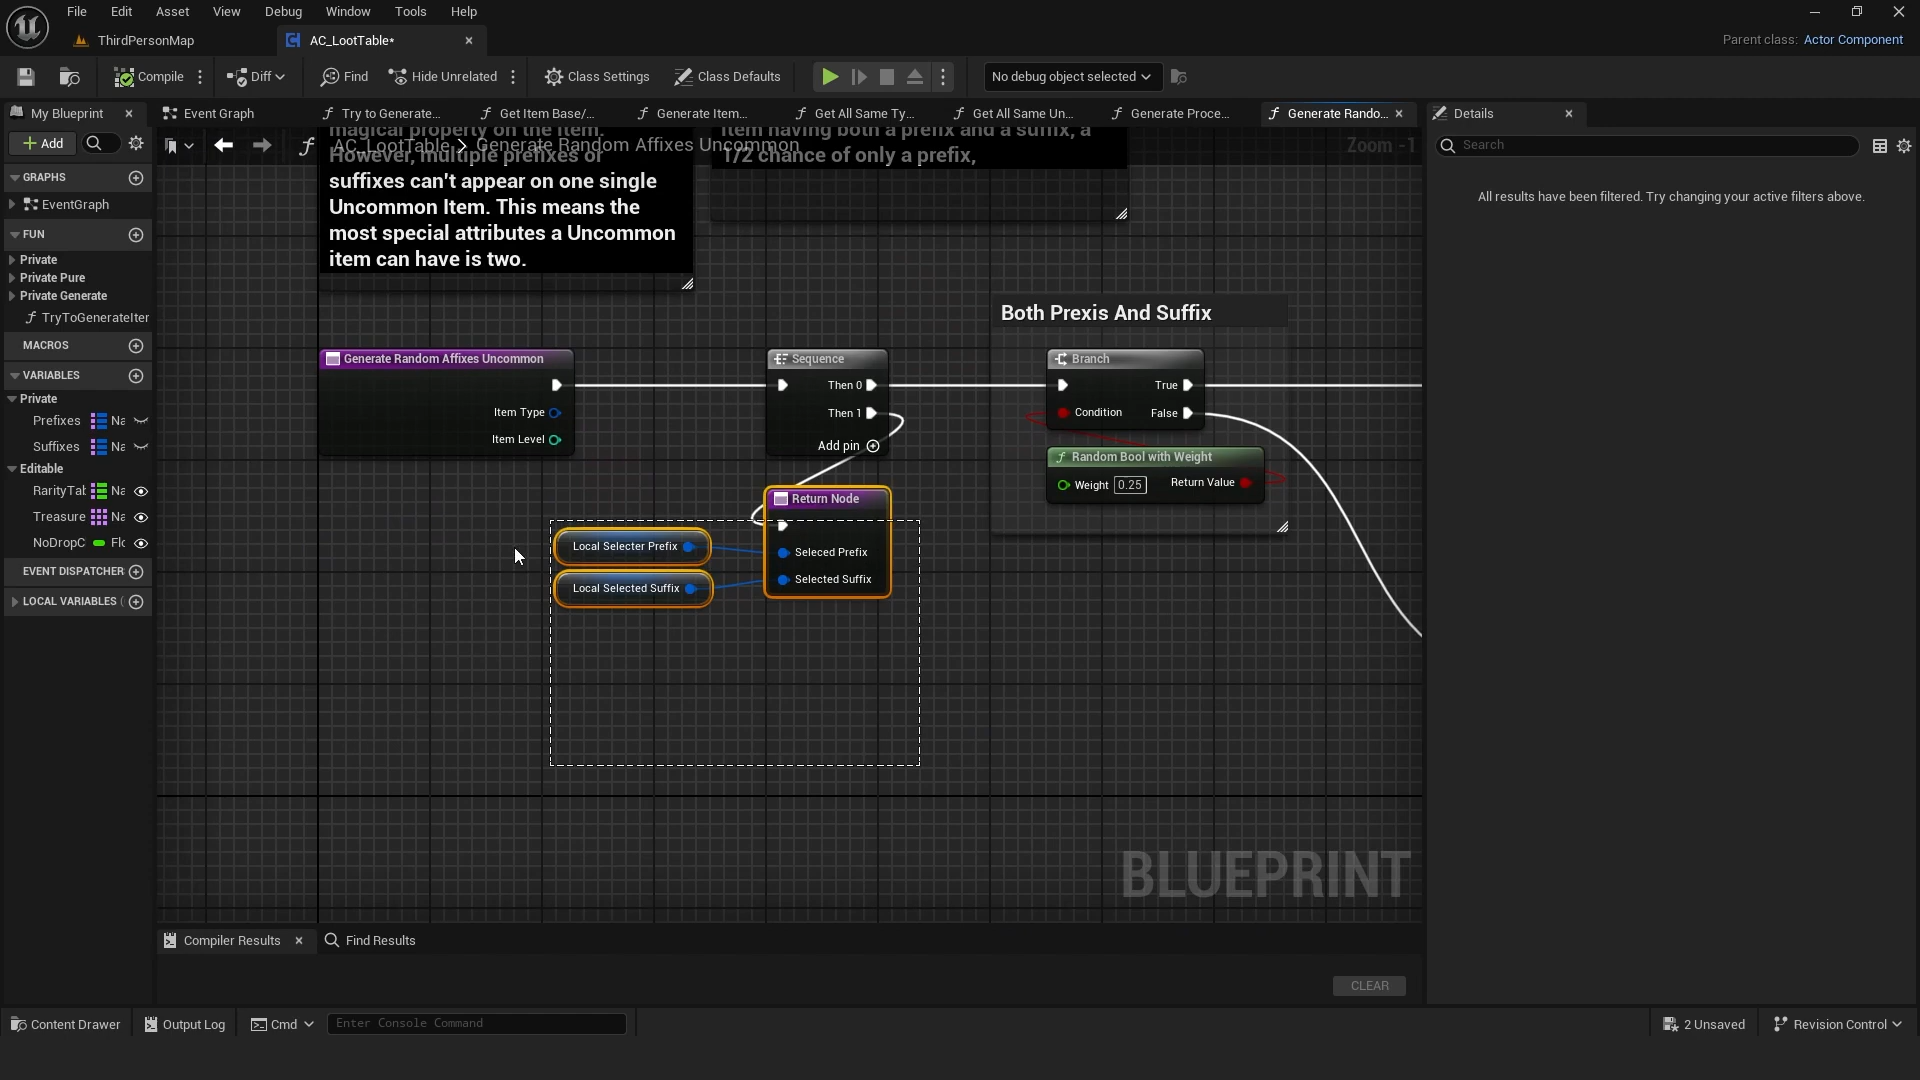 File Edit Asset View Debug Window Tools Help
ThirdPersonMap
AC_LootTable*
Parent class: Actor Component
Compile
Diff
Find
Hide Unrelated
Class Settings
Class Defaults
No debug object selected
My Blueprint
Event Graph
Try to Generate...
Get Item Base/...
Generate Item...
Get All Same Ty...
Get All Same Un...
Generate Proce...
Generate Rando...
Details
Add
AC_LootTable > Generate Random Affixes Uncommon
Zoom -1
Search
All results have been filtered. Try changing your active filters above.
magical property on the item.
However, multiple prefixes or
suffixes can't appear on one single
Uncommon Item. This means the
most special attributes a Uncommon
item can have is two.
item having both a prefix and a suffix, a
1/2 chance of only a prefix,
GRAPHS
EventGraph
FUN
Private
Private Pure
Private Generate
TryToGenerateIter
MACROS
VARIABLES
Private
Prefixes Na
Suffixes Na
Editable
RarityTab Na
Treasure Na
NoDropC Flo
EVENT DISPATCHER
LOCAL VARIABLES (
Both Prexis And Suffix
Generate Random Affixes Uncommon
Item Type
Item Level
Sequence
Then 0
Then 1
Add pin
Branch
True
Condition
False
Random Bool with Weight
Weight 0.25
Return Value
Return Node
Seleced Prefix
Selected Suffix
Local Selecter Prefix
Local Selected Suffix
BLUEPRINT
Compiler Results
Find Results
CLEAR
Content Drawer
Output Log
Cmd
Enter Console Command
2 Unsaved
Revision Control